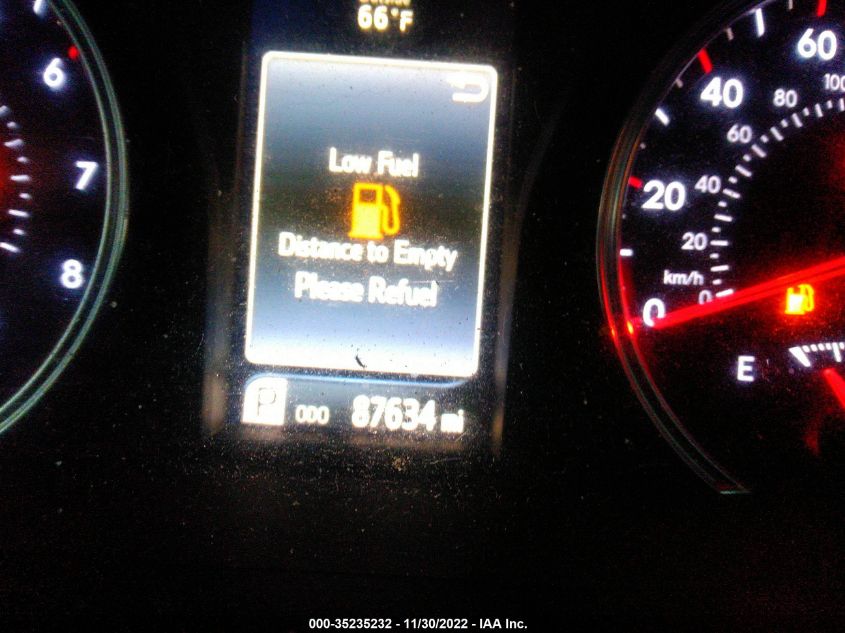 66°F
Low Fuel
Distance to Empty
Please Refuel
P ODO 87634 mi
6
7
8
60
40
20
0
100
80
60
40
20
km/h
0
E
000-35235232 - 11/30/2022 - IAA Inc.